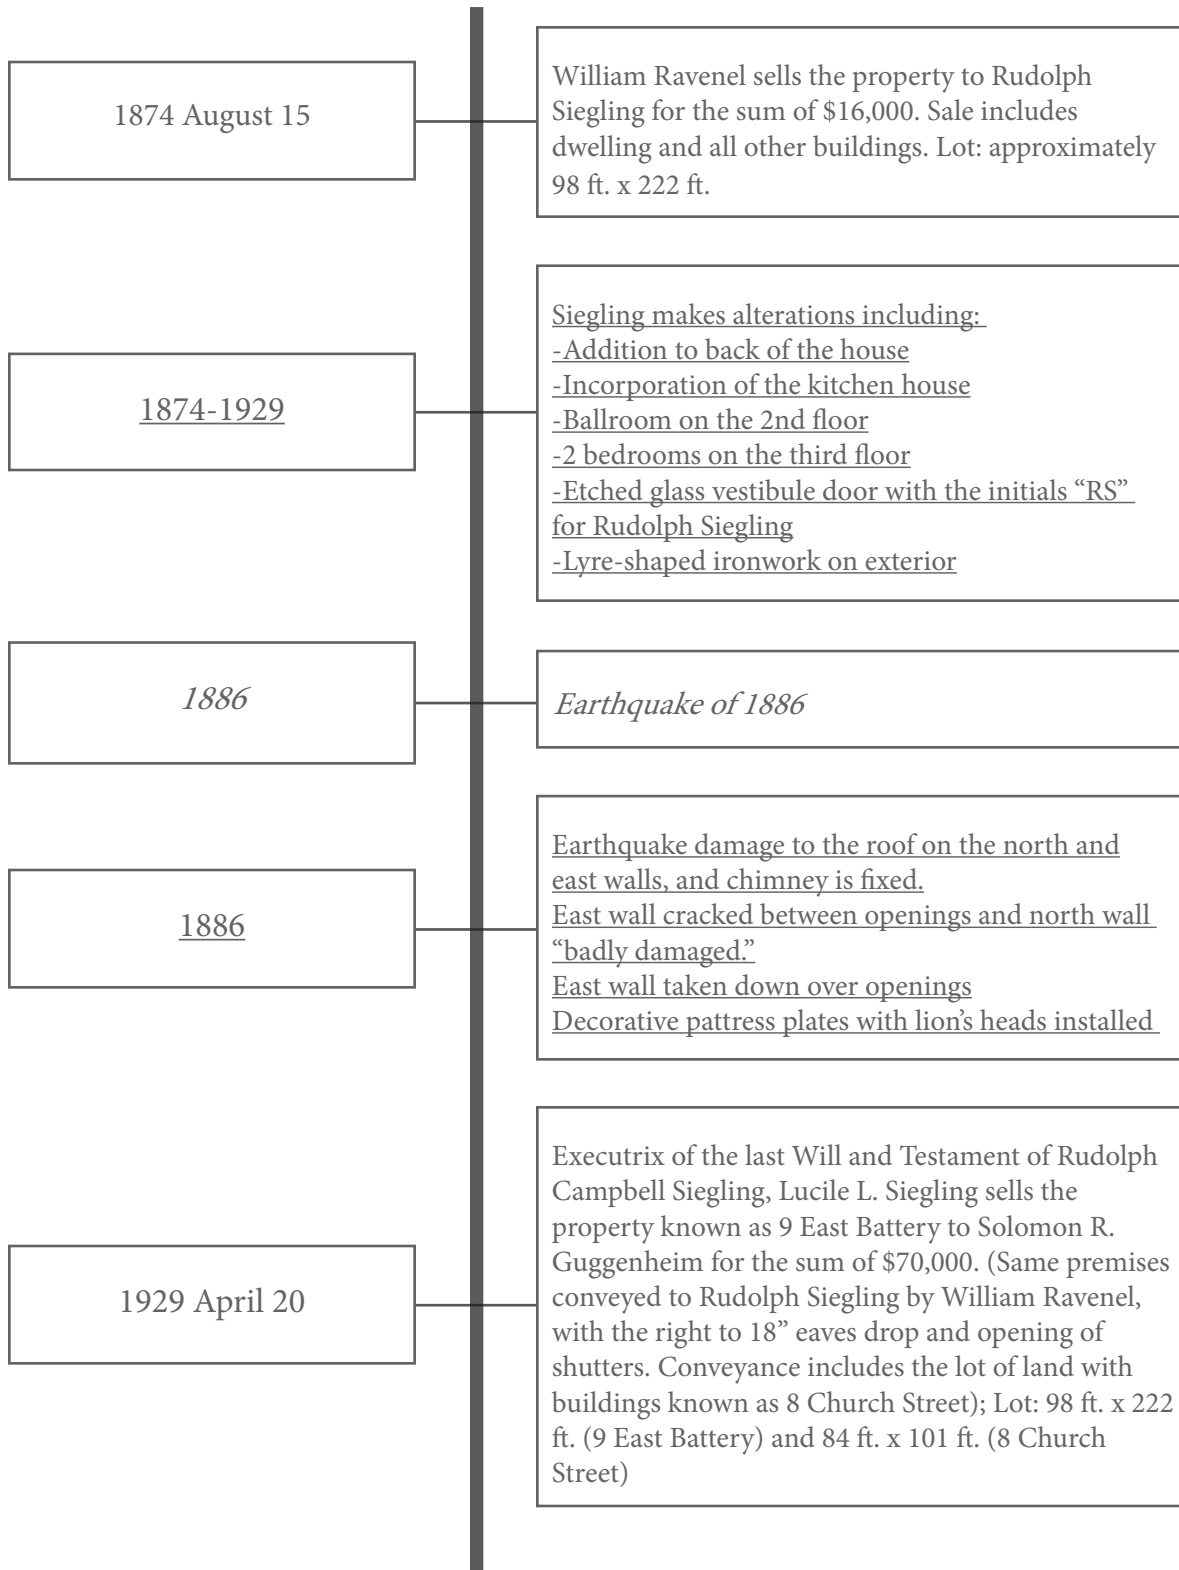 1874 August 15
William Ravenel sells the property to Rudolph
Siegling for the sum of $16,000. Sale includes
dwelling and all other buildings. Lot: approximately
98 ft. x 222 ft.
1874-1929
Siegling makes alterations including:
-Addition to back of the house
-Incorporation of the kitchen house
-Ballroom on the 2nd floor
-2 bedrooms on the third floor
-Etched glass vestibule door with the initials “RS”
for Rudolph Siegling
-Lyre-shaped ironwork on exterior
1886
Earthquake of 1886
1886
Earthquake damage to the roof on the north and
east walls, and chimney is fixed.
East wall cracked between openings and north wall
“badly damaged.”
East wall taken down over openings
Decorative pattress plates with lion’s heads installed
1929 April 20
Executrix of the last Will and Testament of Rudolph
Campbell Siegling, Lucile L. Siegling sells the
property known as 9 East Battery to Solomon R.
Guggenheim for the sum of $70,000. (Same premises
conveyed to Rudolph Siegling by William Ravenel,
with the right to 18” eaves drop and opening of
shutters. Conveyance includes the lot of land with
buildings known as 8 Church Street); Lot: 98 ft. x 222
ft. (9 East Battery) and 84 ft. x 101 ft. (8 Church
Street)